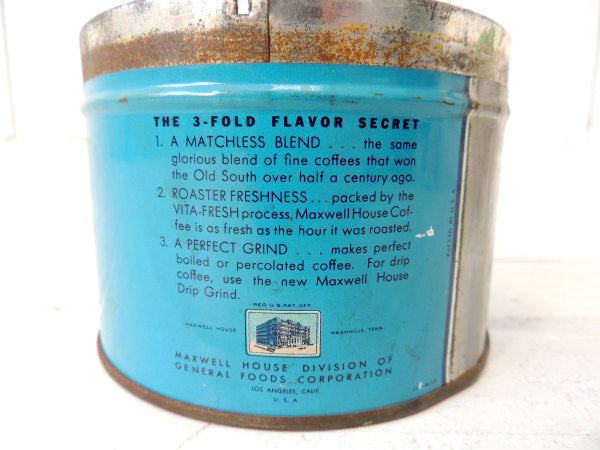 THE 3-FOLD FLAVOR SECRET
1. A MATCHLESS BLEND . . . the same
glorious blend of fine coffees that won
the Old South over half a century ago.
2. ROASTER FRESHNESS . . . packed by the
VITA-FRESH process, Maxwell House Cof-
fee is as fresh as the hour it was roasted.
3. A PERFECT GRIND . . . makes perfect
boiled or percolated coffee. For drip
coffee, use the new Maxwell House
Drip Grind.
REG. U.S. PAT. OFF.
MAXWELL HOUSE NASHVILLE, TENN.
MAXWELL HOUSE DIVISION OF
GENERAL FOODS CORPORATION
LOS ANGELES, CALIF.
U. S. A.
PACKED IN U.S.A.